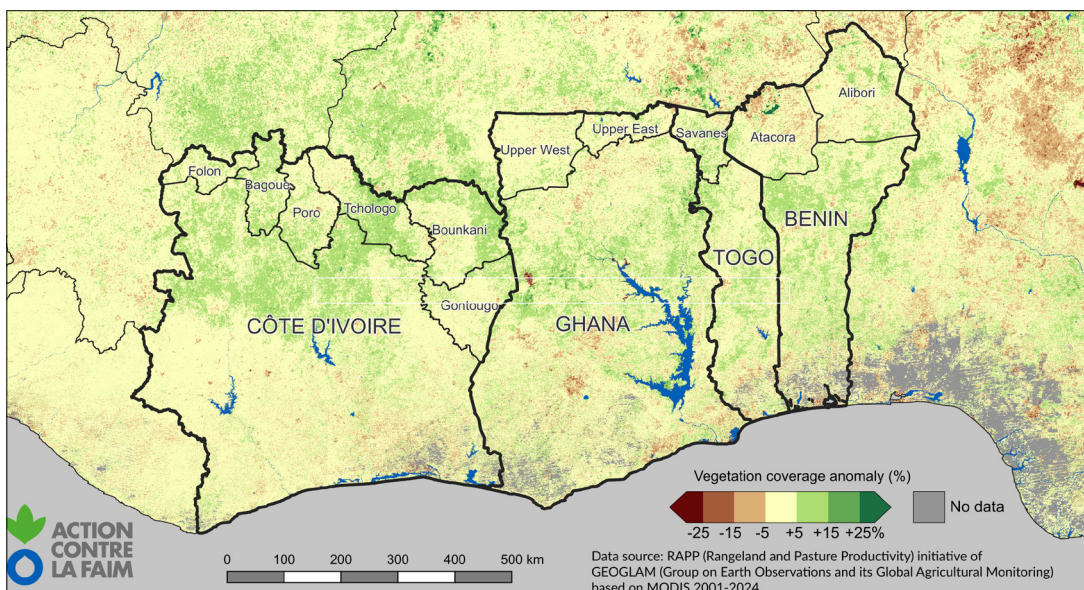 Alibori
Upper East
Savanes
Atacora
Upper West
Folon
Bagoue
Poro
Tchologo
Bounkani
BENIN
TOGO
Gontougo
CÔTE D'IVOIRE
GHANA
Vegetation coverage anomaly (%)
-25 -15 -5 +5 +15 +25%
No data
ACTION
CONTRE
LA FAIM
0 100 200 300 400 500 km
Data source: RAPP (Rangeland and Pasture Productivity) initiative of
GEOGLAM (Group on Earth Observations and its Global Agricultural Monitoring)
based on MODIS 2001-2024